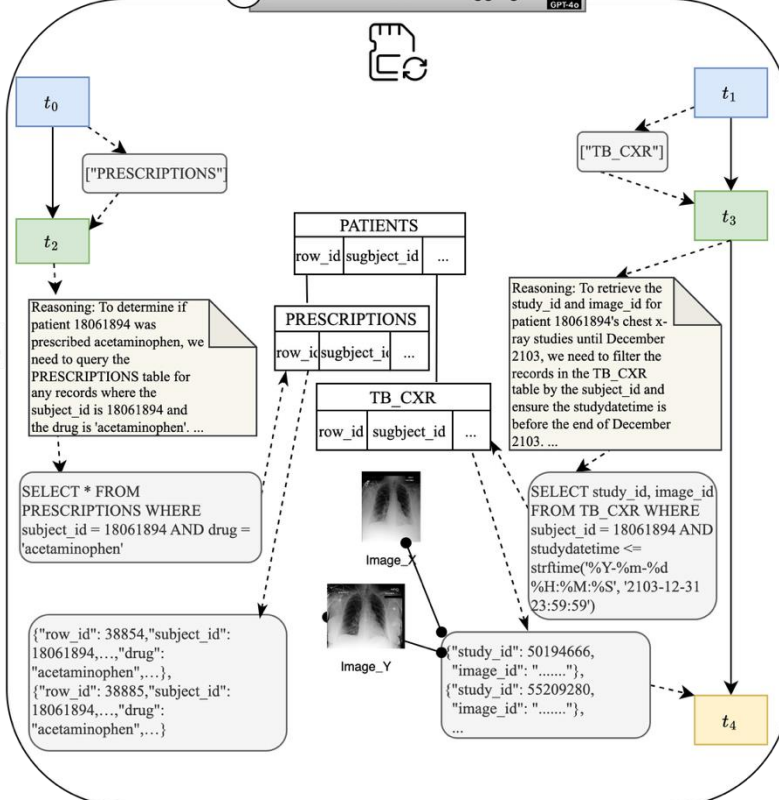 GPT-4o
t0
t1
["PRESCRIPTIONS"]
["TB_CXR"]
t2
t3
PATIENTS
row_id sugbject_id ...
Reasoning: To determine if
patient 18061894 was
prescribed acetaminophen, we
need to query the
PRESCRIPTIONS table for
any records where the
subject_id is 18061894 and
the drug is 'acetaminophen'. ...
PRESCRIPTIONS
row_id sugbject_id ...
TB_CXR
row_id sugbject_id ...
Reasoning: To retrieve the
study_id and image_id for
patient 18061894's chest x-
ray studies until December
2103, we need to filter the
records in the TB_CXR
table by the subject_id and
ensure the studydatetime is
before the end of December
2103. ...
SELECT * FROM
PRESCRIPTIONS WHERE
subject_id = 18061894 AND drug =
'acetaminophen'
Image_X
Image_Y
SELECT study_id, image_id
FROM TB_CXR WHERE
subject_id = 18061894 AND
studydatetime <=
strftime('%Y-%m-%d
%H:%M:%S', '2103-12-31
23:59:59')
{"row_id": 38854,"subject_id":
18061894,...,"drug":
"acetaminophen",...},
{"row_id": 38885,"subject_id":
18061894,...,"drug":
"acetaminophen",...}
{"study_id": 50194666,
"image_id": "......."},
{"study_id": 55209280,
"image_id": "......."},
...
t4